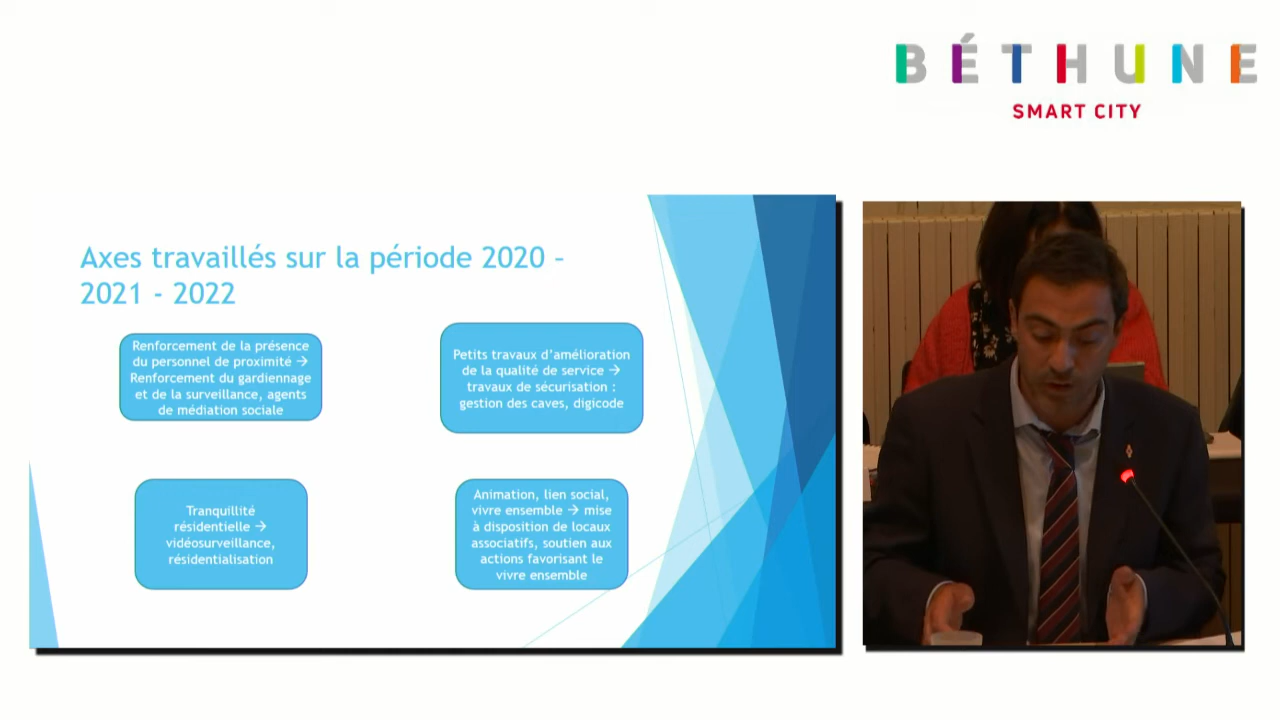 BÉTHUNE
SMART CITY
Axes travaillés sur la période 2020 –
2021 - 2022
Renforcement de la présence
du personnel de proximité →
Renforcement du gardiennage
et de la surveillance, agents
de médiation sociale
Petits travaux d’amélioration
de la qualité de service →
travaux de sécurisation :
gestion des caves, digicode
Tranquillité
résidentielle →
vidéosurveillance,
résidentialisation
Animation, lien social,
vivre ensemble → mise
à disposition de locaux
associatifs, soutien aux
actions favorisant le
vivre ensemble